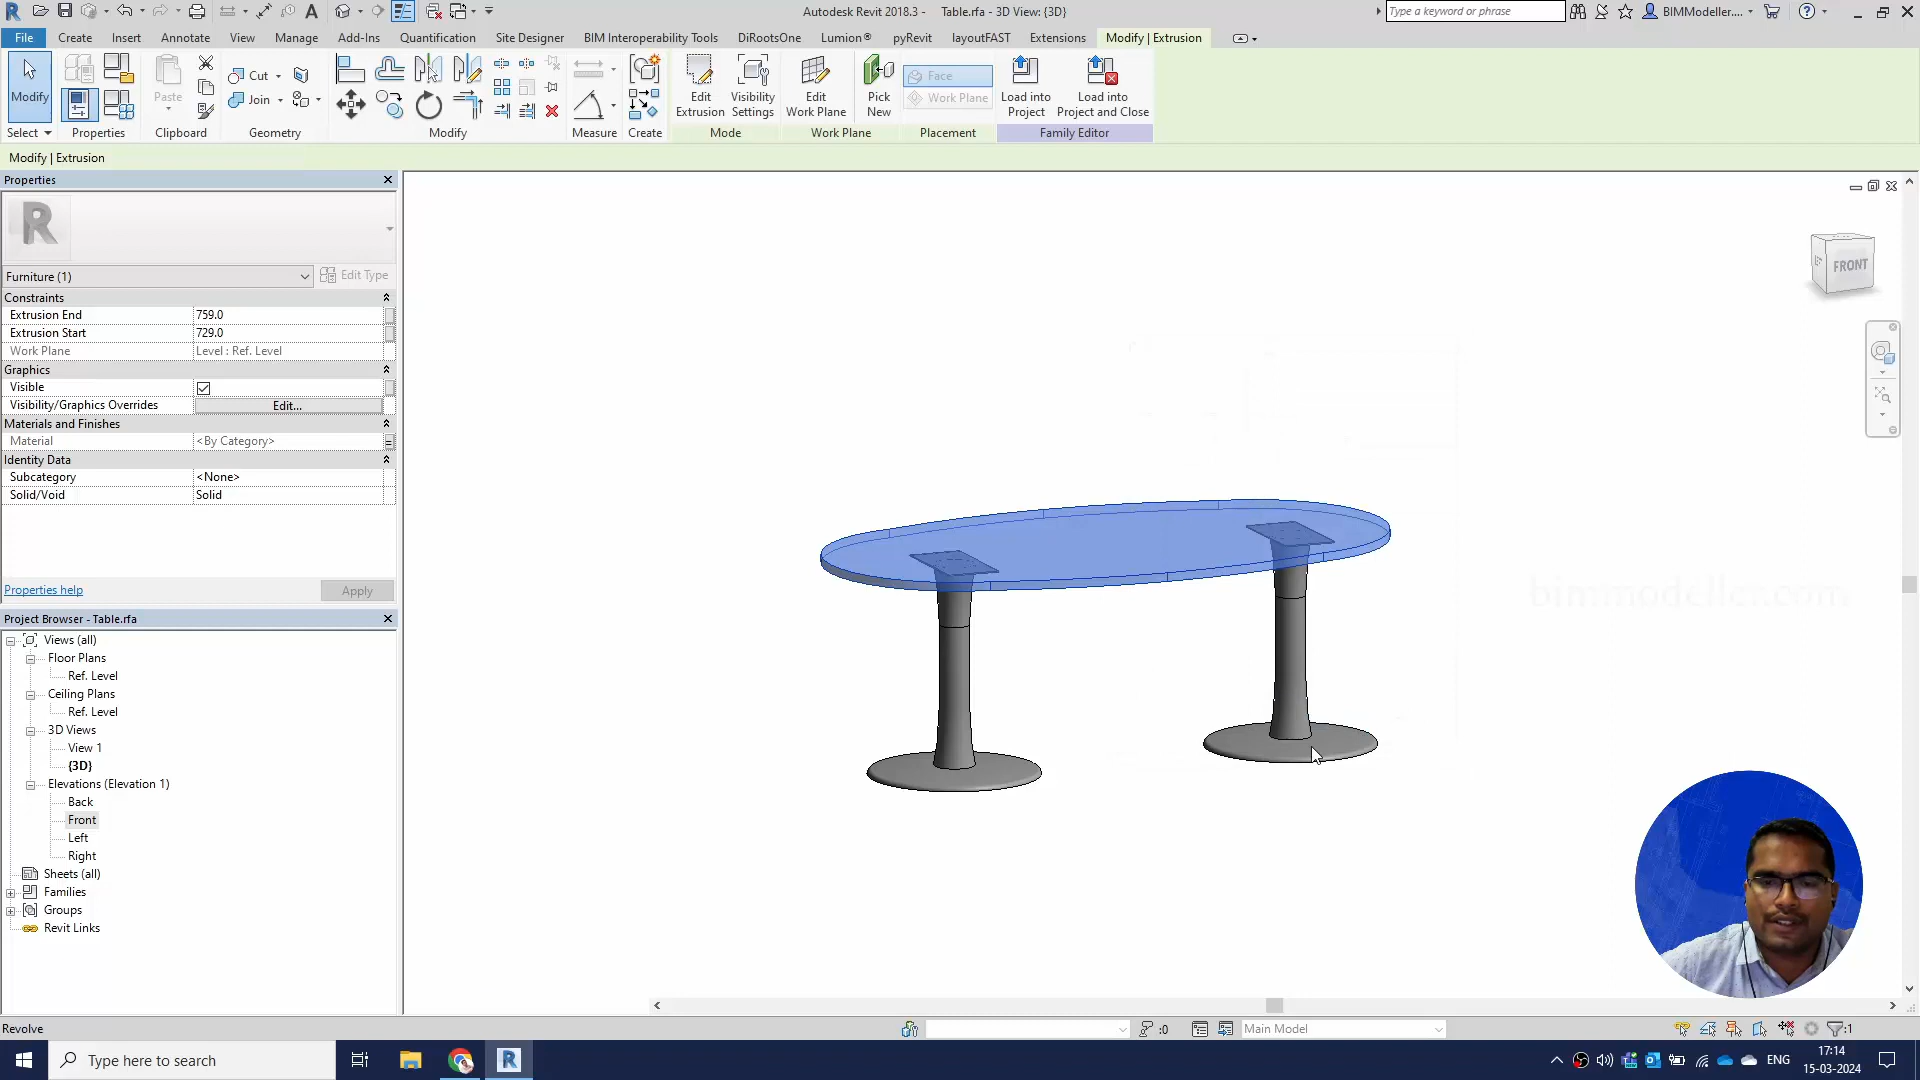 Autodesk Revit 2018.3 - Table.rfa - 3D View: {3D}
Type a keyword or phrase
BIMModeller....
File Create Insert Annotate View Manage Add-Ins Quantification Site Designer BIM Interoperability Tools DiRootsOne Lumion® pyRevit layoutFAST Extensions Modify | Extrusion
Modify
Paste
Cut
Join
Edit Extrusion
Visibility Settings
Edit Work Plane
Pick New
Face
Work Plane
Load into Project
Load into Project and Close
Select Properties Clipboard Geometry Modify Measure Create Mode Work Plane Placement Family Editor
Modify | Extrusion
Properties
R
Furniture (1)
Edit Type
Constraints
Extrusion End 759.0
Extrusion Start 729.0
Work Plane Level : Ref. Level
Graphics
Visible
Visibility/Graphics Overrides Edit...
Materials and Finishes
Material <By Category>
Identity Data
Subcategory <None>
Solid/Void Solid
Properties help
Apply
Project Browser - Table.rfa
Views (all)
Floor Plans
Ref. Level
Ceiling Plans
Ref. Level
3D Views
View 1
{3D}
Elevations (Elevation 1)
Back
Front
Left
Right
Sheets (all)
Families
Groups
Revit Links
FRONT
bimmodeller.com
Revolve
:0
Main Model
:1
Type here to search
ENG
17:14
15-03-2024